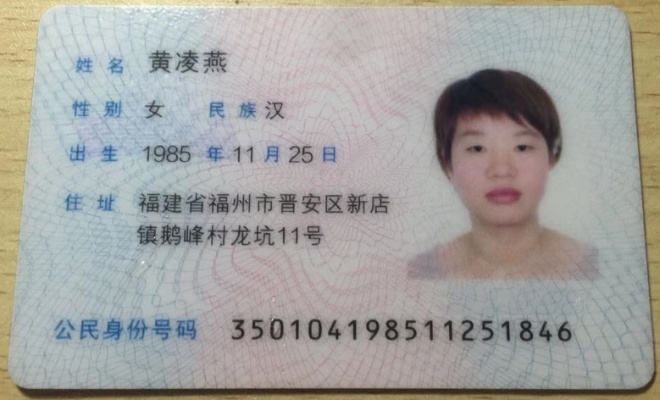 姓名 黄凌燕
性别 女 民族 汉
出生 1985 年 11 月 25 日
住址 福建省福州市晋安区新店
镇鹅峰村龙坑11号
公民身份号码 350104198511251846